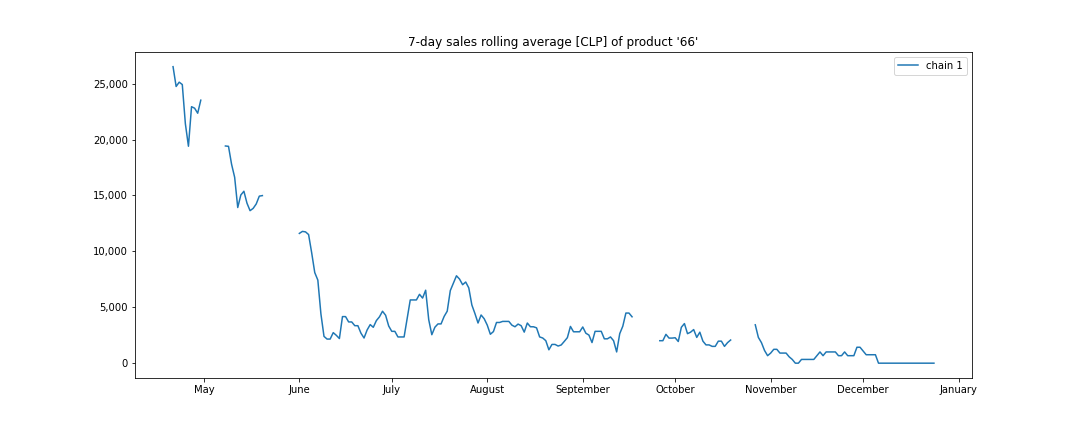 7-day sales rolling average [CLP] of product '66'
chain 1
25,000
20,000
15,000
10,000
5,000
0
May June July August September October November December January